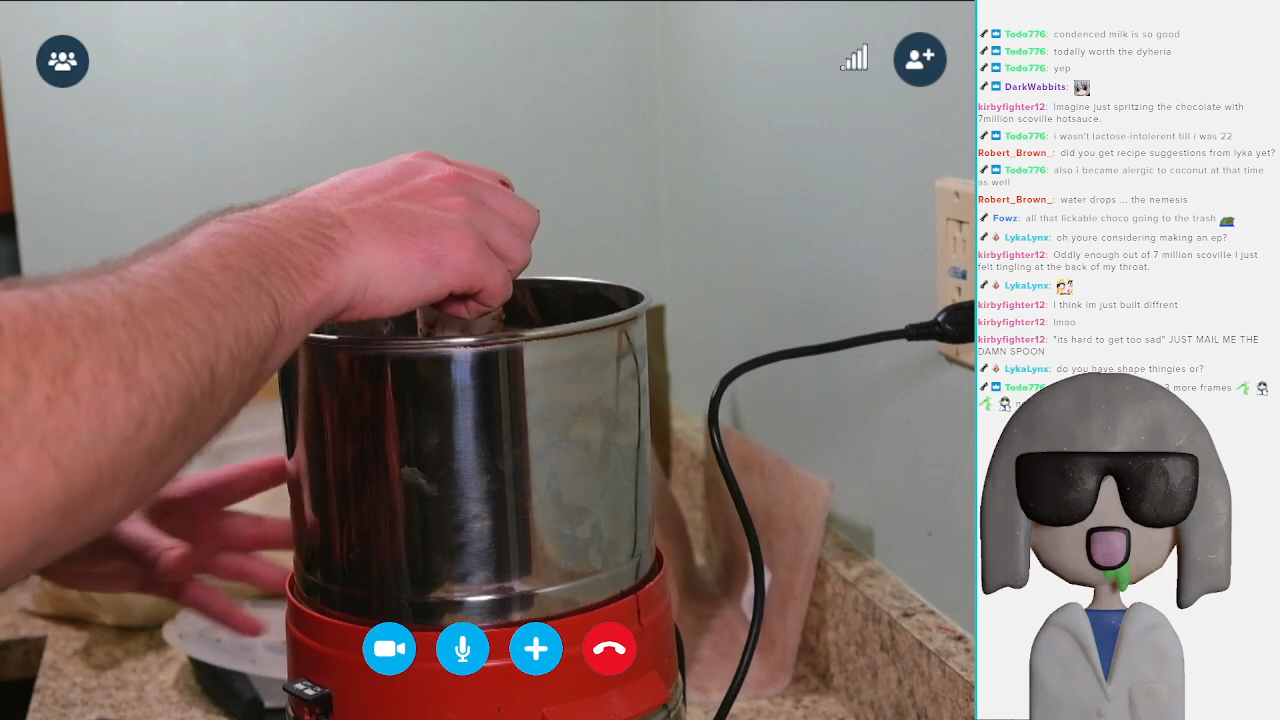 Todo776: condenced milk is so good
Todo776: todally worth the dyheria
Todo776: yep
DarkWabbits:
kirbyfighter12: Imagine just spritzing the chocolate with
7million scoville hotsauce.
Todo776: i wasn't lactose-intolerent till i was 22
Robert_Brown_: did you get recipe suggestions from lyka yet?
Todo776: also i became alergic to coconut at that time
as well
Robert_Brown_: water drops ... the nemesis
Fowz: all that lickable choco going to the trash
LykaLynx: oh youre considering making an ep?
kirbyfighter12: Oddly enough out of 7 million scoville I just
felt tingling at the back of my throat.
LykaLynx:
kirbyfighter12: I think Im just built diffrent
kirbyfighter12: lmao
kirbyfighter12: "its hard to get too sad" JUST MAIL ME THE
DAMN SPOON
LykaLynx: do you have shape thingies or?
Todo776 more frames